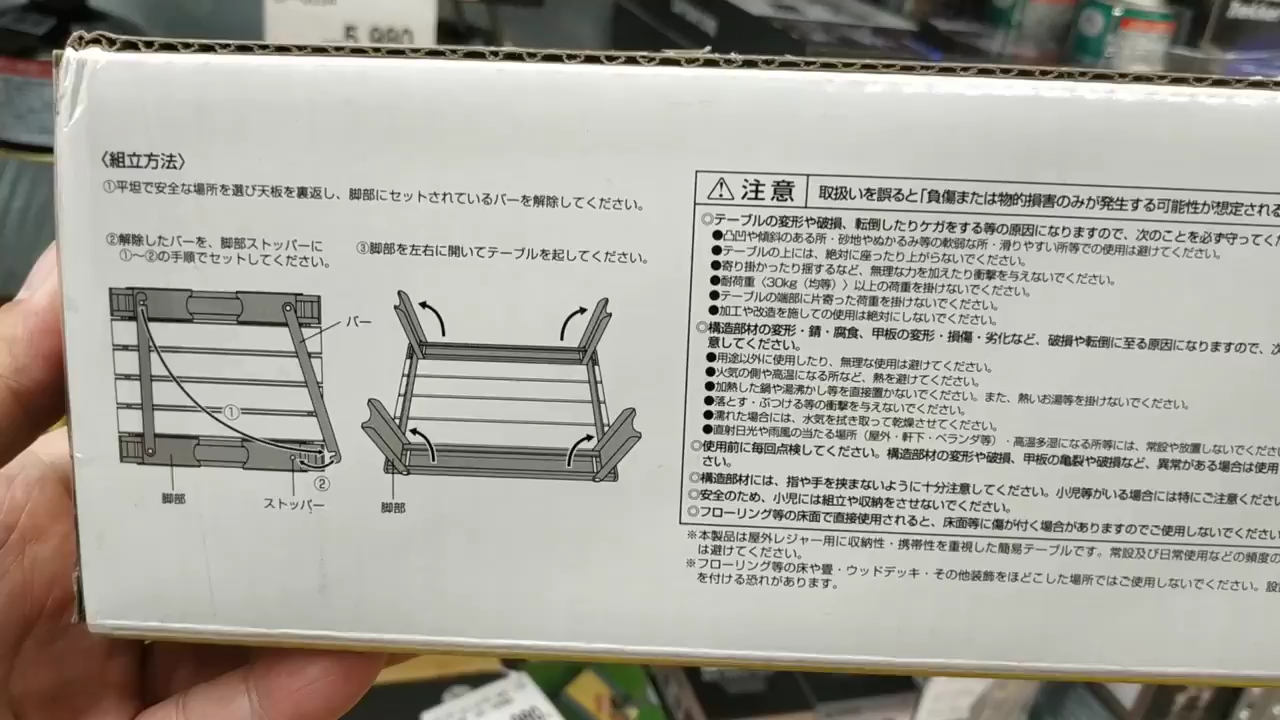 5,980
〈組立方法〉
①平坦で安全な場所を選び天板を裏返し、脚部にセットされているバーを解除してください。
②解除したバーを、脚部ストッパーに
①～②の手順でセットしてください。
③脚部を左右に開いてテーブルを起してください。
バー
①
②
脚部
ストッパー
脚部
注意
取扱いを誤ると「負傷または物的損害のみが発生する可能性が想定される
◎テーブルの変形や破損、転倒したりケガをする等の原因になりますので、次のことを必ず守ってく
●凸凹や傾斜のある所・砂地やぬかるみ等の軟弱な所・滑りやすい所等での使用は避けてください。
●テーブルの上には、絶対に座ったり上がらないでください。
●寄り掛かったり揺するなど、無理な力を加えたり衝撃を与えないでください。
●耐荷重〈30kg（均等）〉以上の荷重を掛けないでください。
●テーブルの端部に片寄った荷重を掛けないでください。
●加工や改造を施しての使用は絶対にしないでください。
◎構造部材の変形・錆・腐食、甲板の変形・損傷・劣化など、破損や転倒に至る原因になりますので、次
意してください。
●用途以外に使用したり、無理な使用は避けてください。
●火気の側や高温になる所など、熱を避けてください。
●加熱した鍋や湯沸かし等を直接置かないでください。また、熱いお湯等を掛けないでください。
●落とす・ぶつける等の衝撃を与えないでください。
●濡れた場合には、水気を拭き取って乾燥させてください。
●直射日光や雨風の当たる場所（屋外・軒下・ベランダ等）・高温多湿になる所等には、常設や放置しないでくださ
◎使用前に毎回点検してください。構造部材の変形や破損、甲板の亀裂や破損など、異常がある場合は使用
さい。
◎構造部材には、指や手を挟まないように十分注意してください。小児等がいる場合には特にご注意くださ
◎安全のため、小児には組立や収納をさせないでください。
◎フローリング等の床面で直接使用されると、床面等に傷が付く場合がありますのでご使用しないでくださ
※本製品は屋外レジャー用に収納性・携帯性を重視した簡易テーブルです。常設及び日常使用などの頻度の
は避けてください。
※フローリング等の床や畳・ウッドデッキ・その他装飾をほどこした場所ではご使用しないでください。設
を付ける恐れがあります。